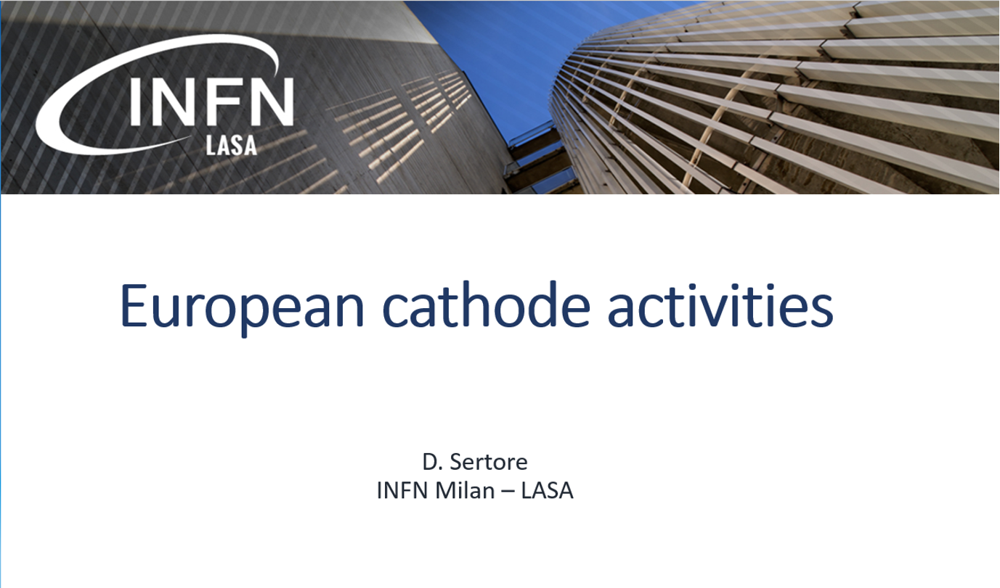 INFN
LASA
European cathode activities
D. Sertore
INFN Milan – LASA